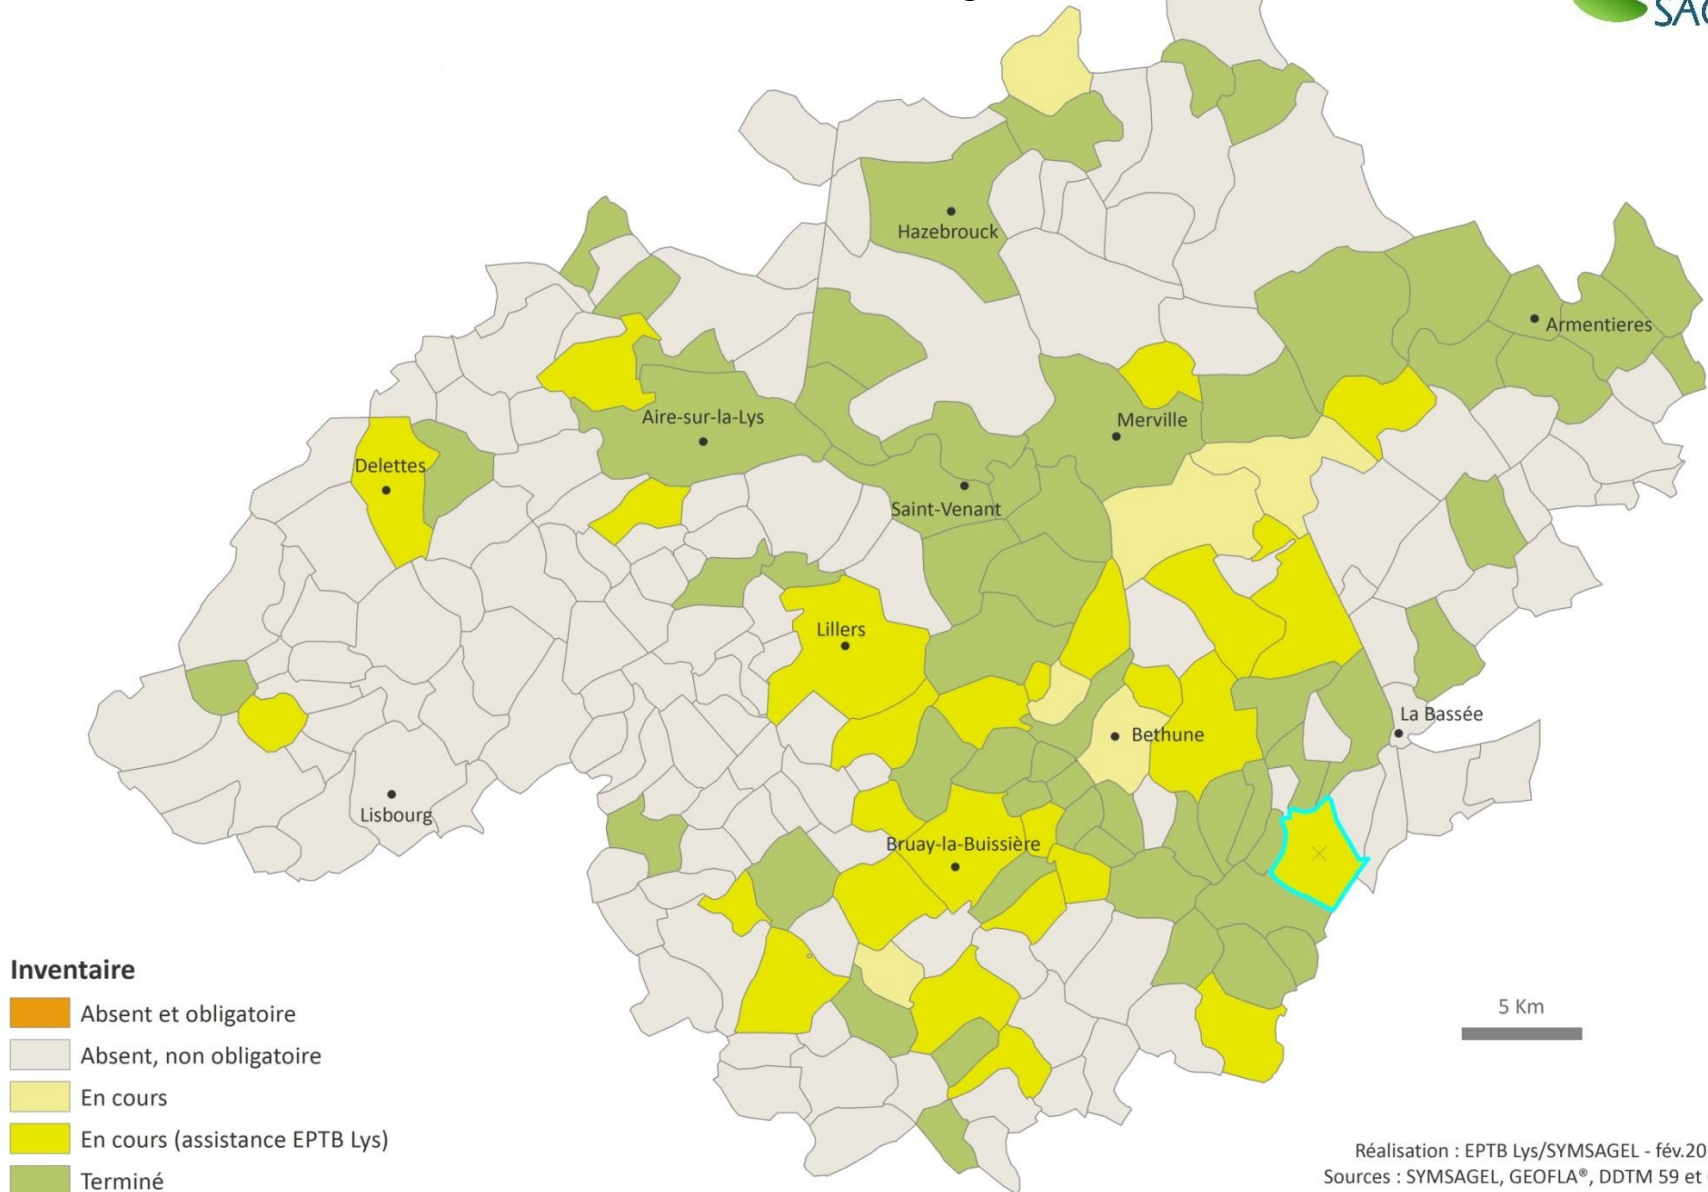 Hazebrouck
Armentieres
Aire-sur-la-Lys
Merville
Delettes
Saint-Venant
Lillers
La Bassée
Bethune
Lisbourg
Bruay-la-Buissière
Inventaire
Absent et obligatoire
Absent, non obligatoire
En cours
En cours (assistance EPTB Lys)
Terminé
5 Km
Réalisation : EPTB Lys/SYMSAGEL - fév.20
Sources : SYMSAGEL, GEOFLA®, DDTM 59 et